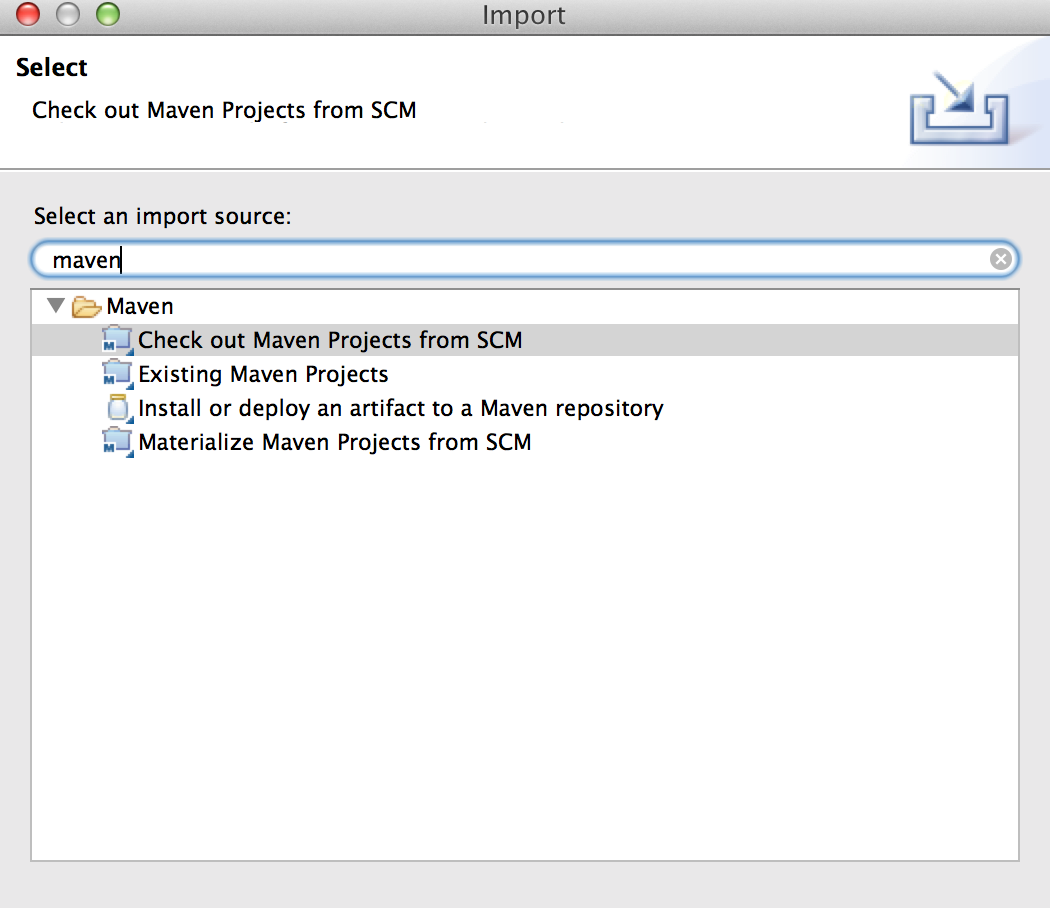 Import
Select
Check out Maven Projects from SCM
Select an import source:
maven
Maven
Check out Maven Projects from SCM
Existing Maven Projects
Install or deploy an artifact to a Maven repository
Materialize Maven Projects from SCM